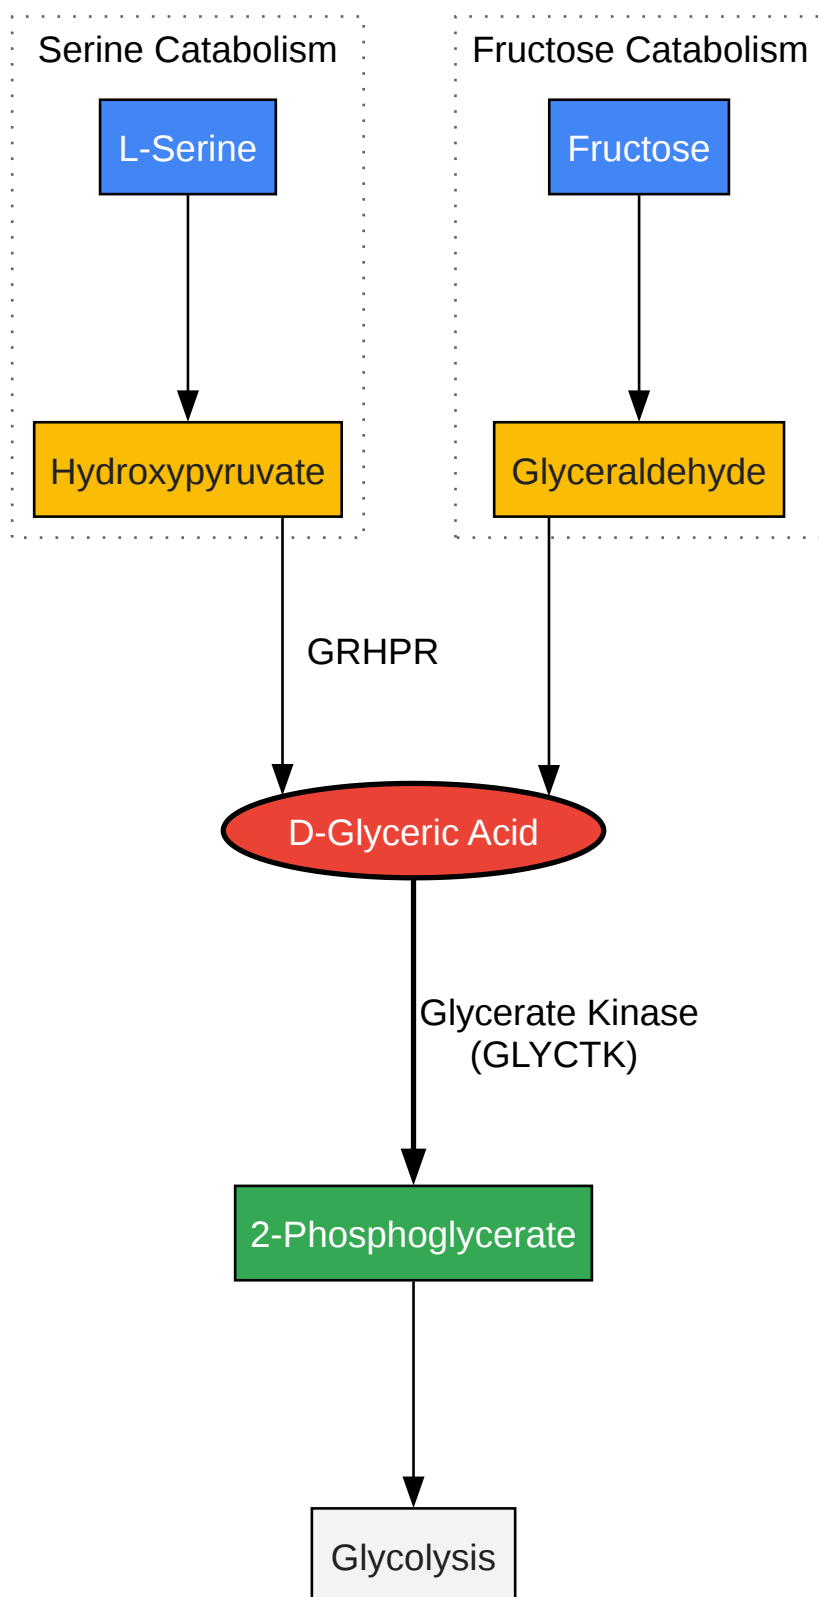 Serine Catabolism
Fructose Catabolism
L-Serine
Fructose
Hydroxypyruvate
Glyceraldehyde
GRHPR
D-Glyceric Acid
Glycerate Kinase
(GLYCTK)
2-Phosphoglycerate
Glycolysis